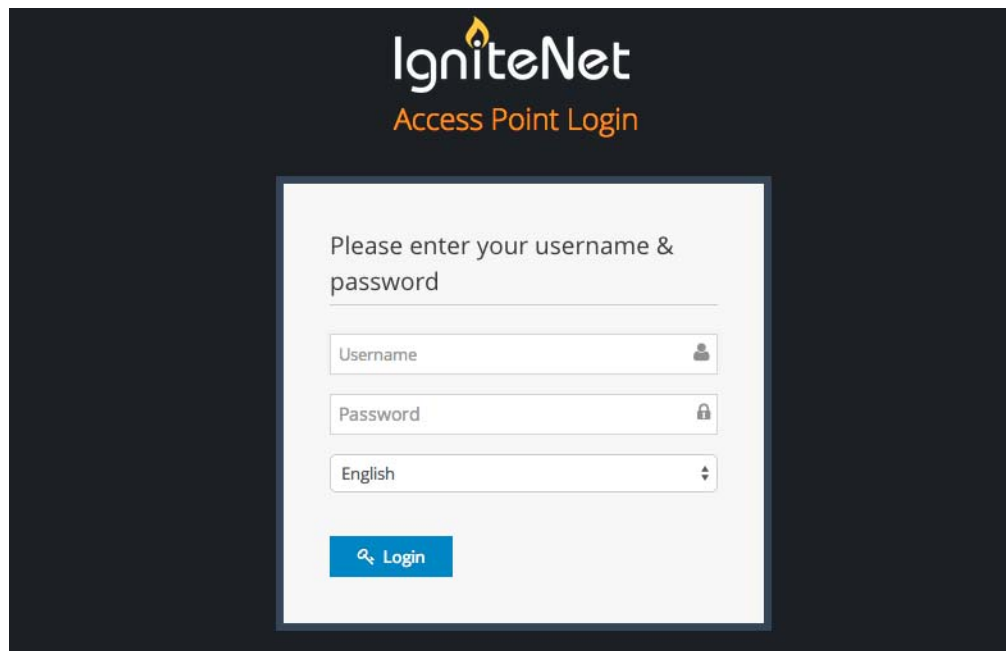 IgniteNet
Access Point Login
Please enter your username &
password
Username
Password
English
Login